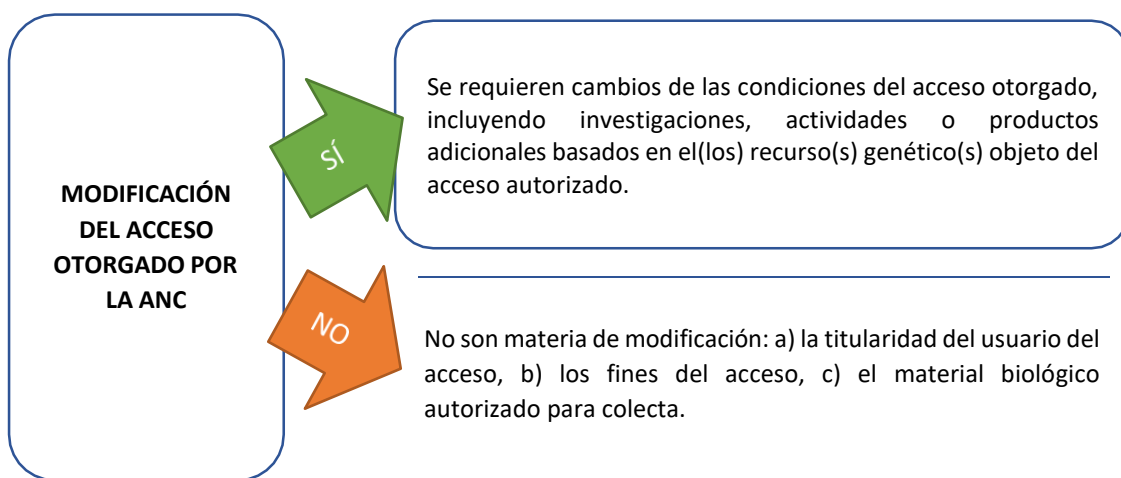 MODIFICACIÓN
DEL ACCESO
OTORGADO POR
LA ANC
SÍ
Se requieren cambios de las condiciones del acceso otorgado,
incluyendo investigaciones, actividades o productos
adicionales basados en el(los) recurso(s) genético(s) objeto del
acceso autorizado.
NO
No son materia de modificación: a) la titularidad del usuario del
acceso, b) los fines del acceso, c) el material biológico
autorizado para colecta.